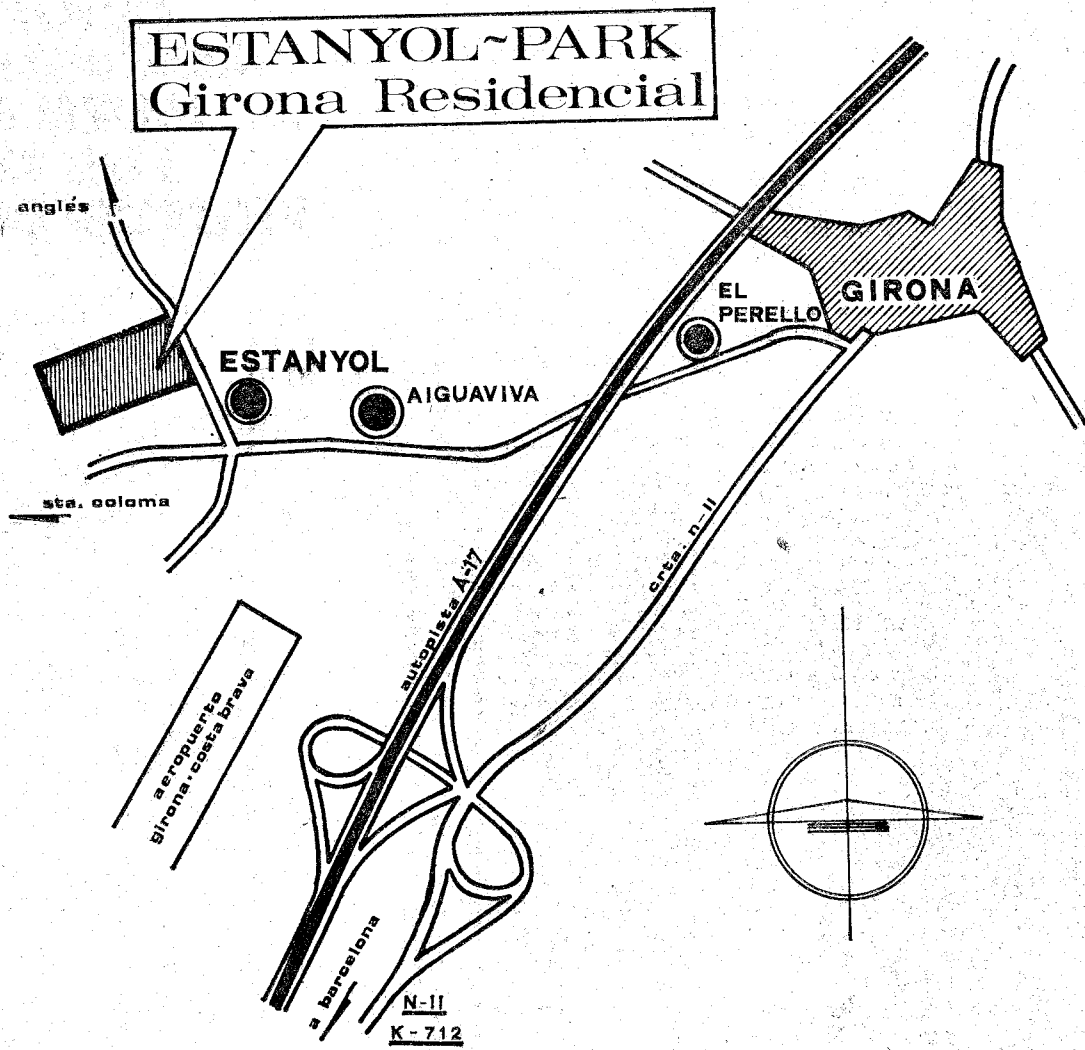 ESTANYOL~PARK
Girona Residencial
anglés
EL
PERELLO
GIRONA
ESTANYOL
AIGUAVIVA
sta. coloma
crta. n-II
autopista A-17
aeropuerto
girona-costa brava
a barcelona
N-II
K-712